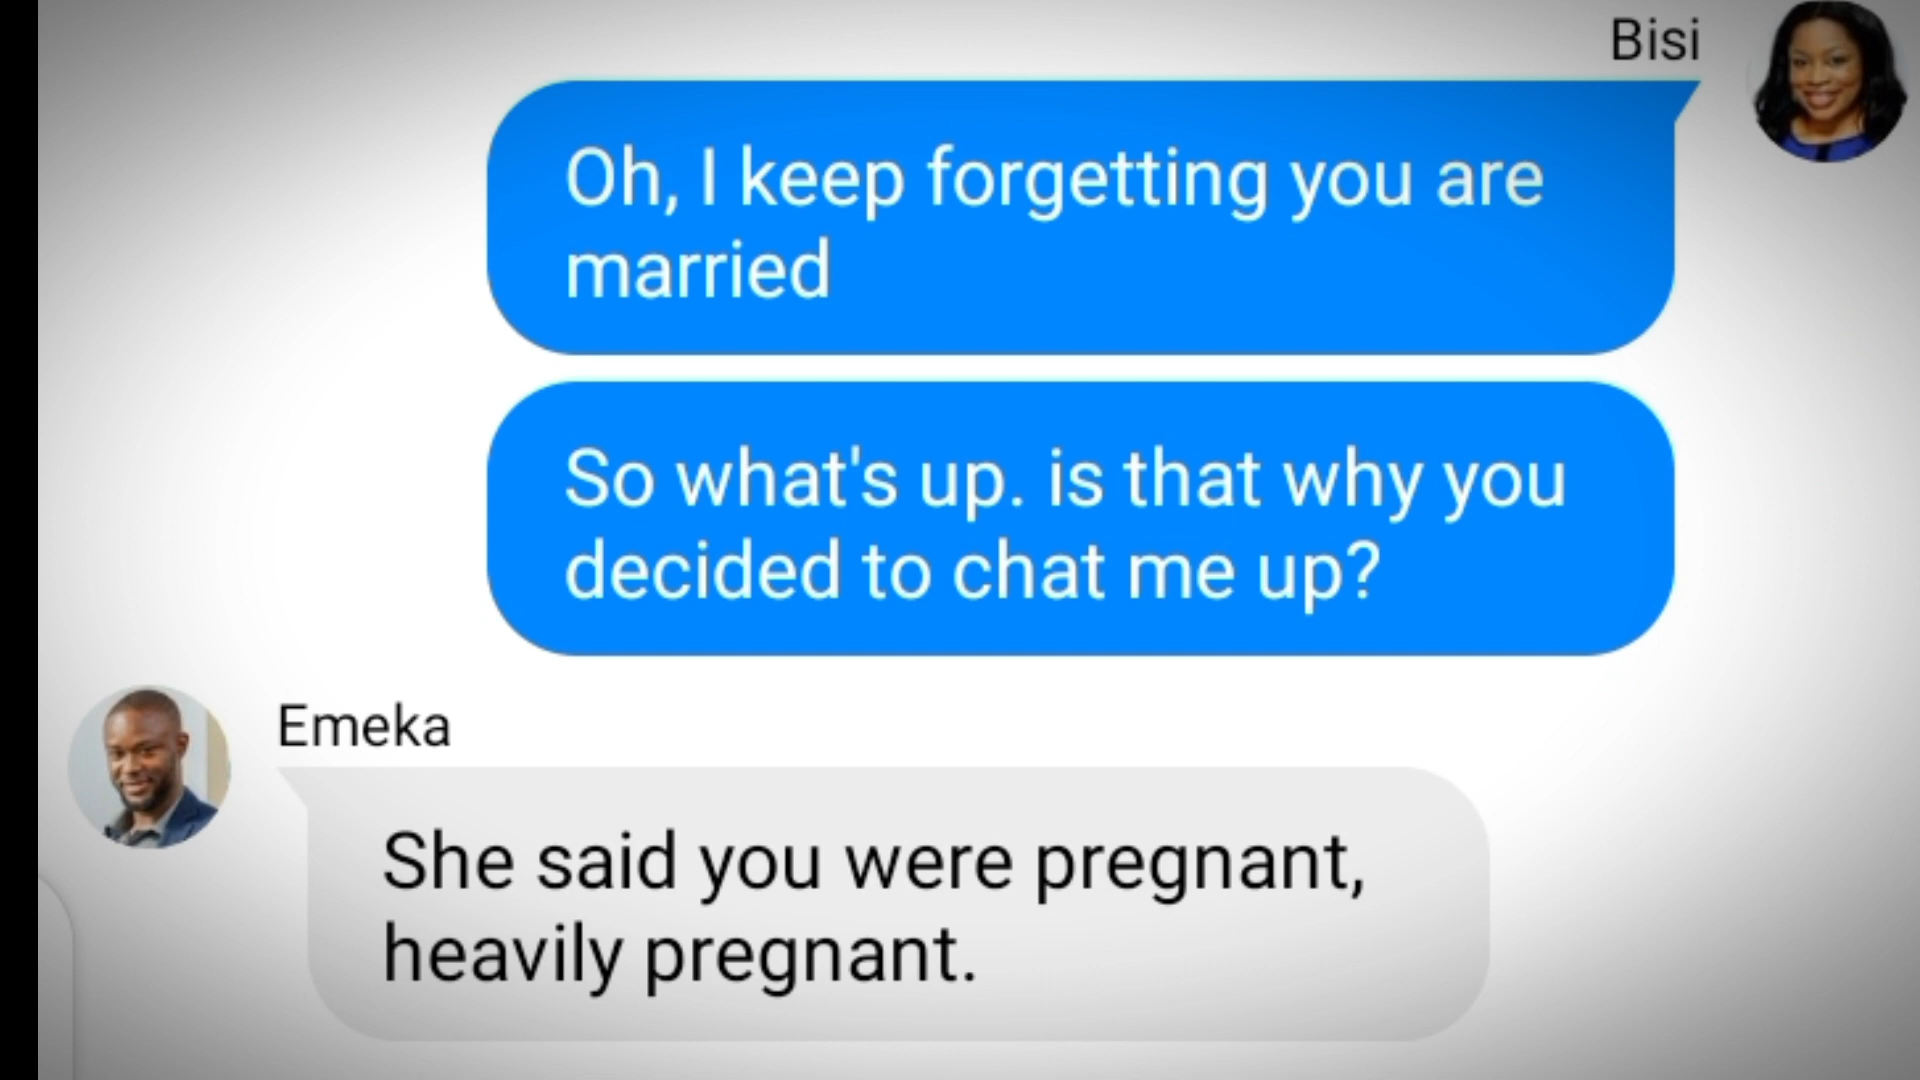 Bisi
Oh, I keep forgetting you are
married
So what's up. is that why you
decided to chat me up?
Emeka
She said you were pregnant,
heavily pregnant.